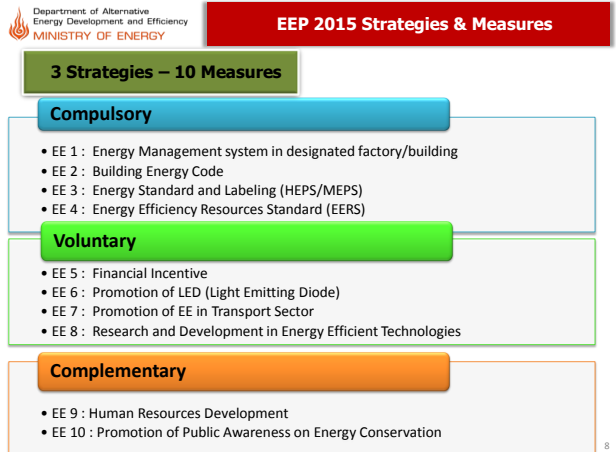 Department of Alternative
Energy Development and Efficiency
MINISTRY OF ENERGY
EEP 2015 Strategies & Measures
3 Strategies – 10 Measures
Compulsory
• EE 1 : Energy Management system in designated factory/building
• EE 2 : Building Energy Code
• EE 3 : Energy Standard and Labeling (HEPS/MEPS)
• EE 4 : Energy Efficiency Resources Standard (EERS)
Voluntary
• EE 5 : Financial Incentive
• EE 6 : Promotion of LED (Light Emitting Diode)
• EE 7 : Promotion of EE in Transport Sector
• EE 8 : Research and Development in Energy Efficient Technologies
Complementary
• EE 9 : Human Resources Development
• EE 10 : Promotion of Public Awareness on Energy Conservation
8